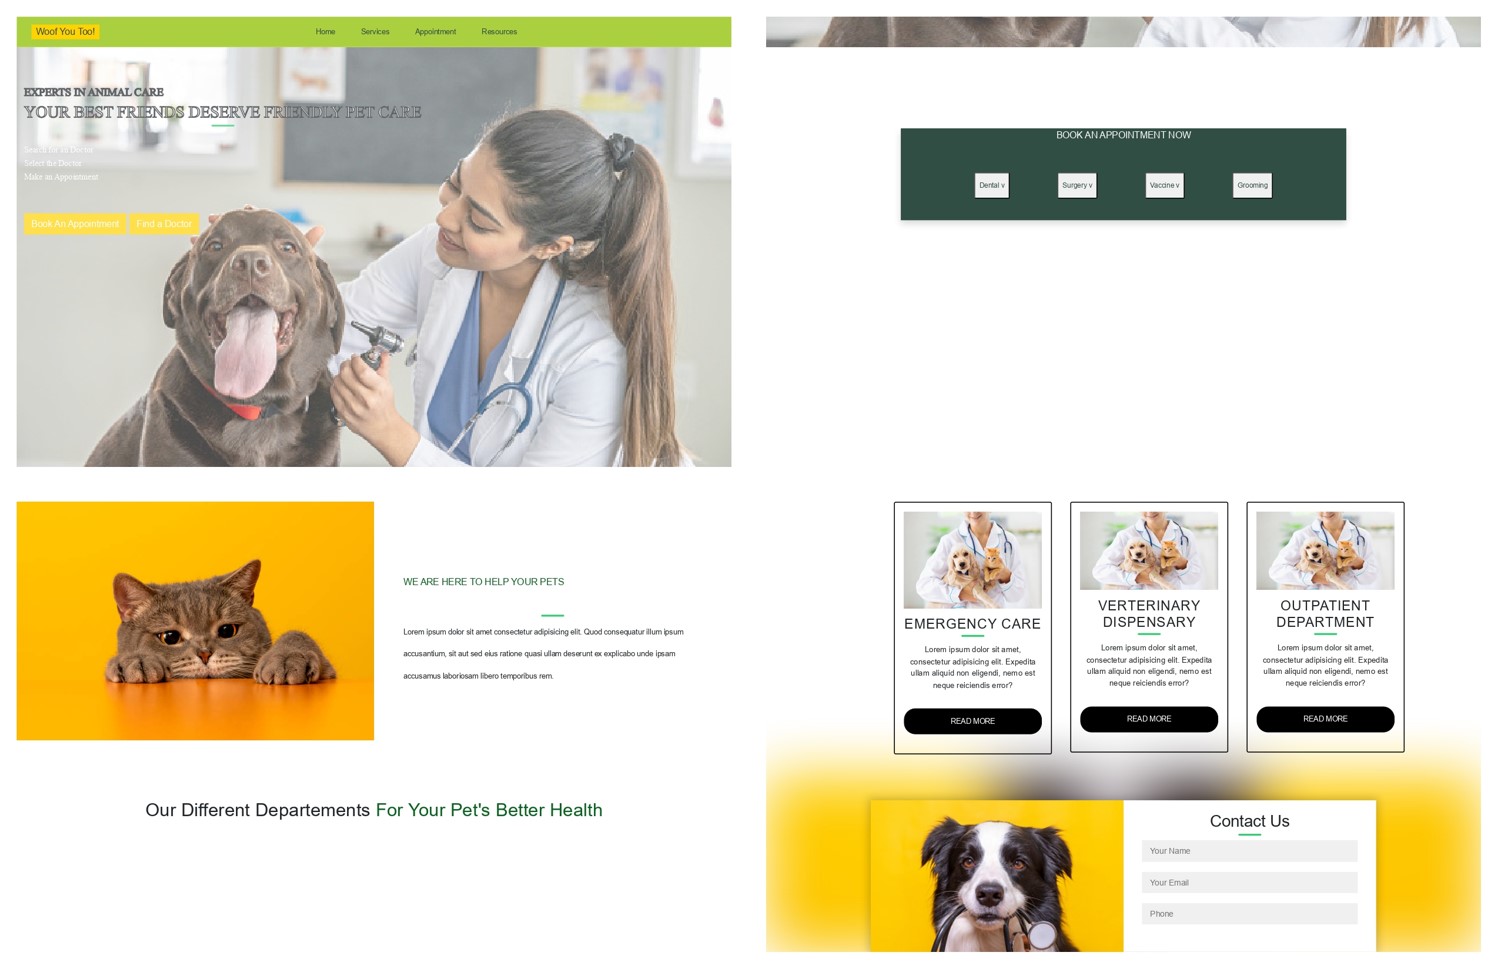 Woof You Too!
Home
Services
Appointment
Resources
EXPERTS IN ANIMAL CARE
YOUR BEST FRIENDS DESERVE FRIENDLY PET CARE
Search for an Doctor
Select the Doctor
Make an Appointment
Book An Appointment
Find a Doctor
BOOK AN APPOINTMENT NOW
Dental v
Surgery v
Vaccine v
Grooming
WE ARE HERE TO HELP YOUR PETS
Lorem ipsum dolor sit amet consectetur adipisicing elit. Quod consequatur illum ipsum
accusantium, sit aut sed eius ratione quasi ullam deserunt ex explicabo unde ipsam
accusamus laboriosam libero temporibus rem.
Our Different Departements For Your Pet's Better Health
EMERGENCY CARE
Lorem ipsum dolor sit amet,
consectetur adipisicing elit. Expedita
ullam aliquid non eligendi, nemo est
neque reiciendis error?
READ MORE
VERTERINARY
DISPENSARY
Lorem ipsum dolor sit amet,
consectetur adipisicing elit. Expedita
ullam aliquid non eligendi, nemo est
neque reiciendis error?
READ MORE
OUTPATIENT
DEPARTMENT
Lorem ipsum dolor sit amet,
consectetur adipisicing elit. Expedita
ullam aliquid non eligendi, nemo est
neque reiciendis error?
READ MORE
Contact Us
Your Name
Your Email
Phone